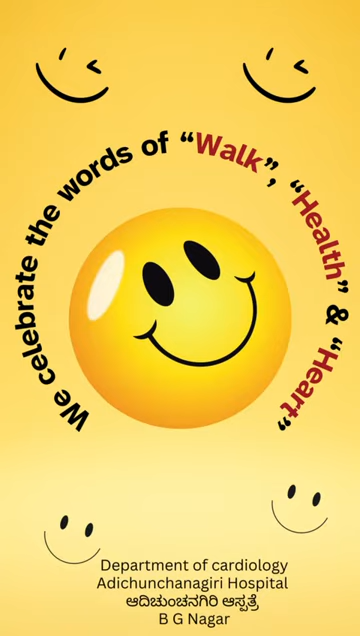 We celebrate the words of “Walk”, “Health” & “Heart”
Department of cardiology
Adichunchanagiri Hospital
ಆದಿಚುಂಚನಗಿರಿ ಆಸ್ಪತ್ರೆ
B G Nagar